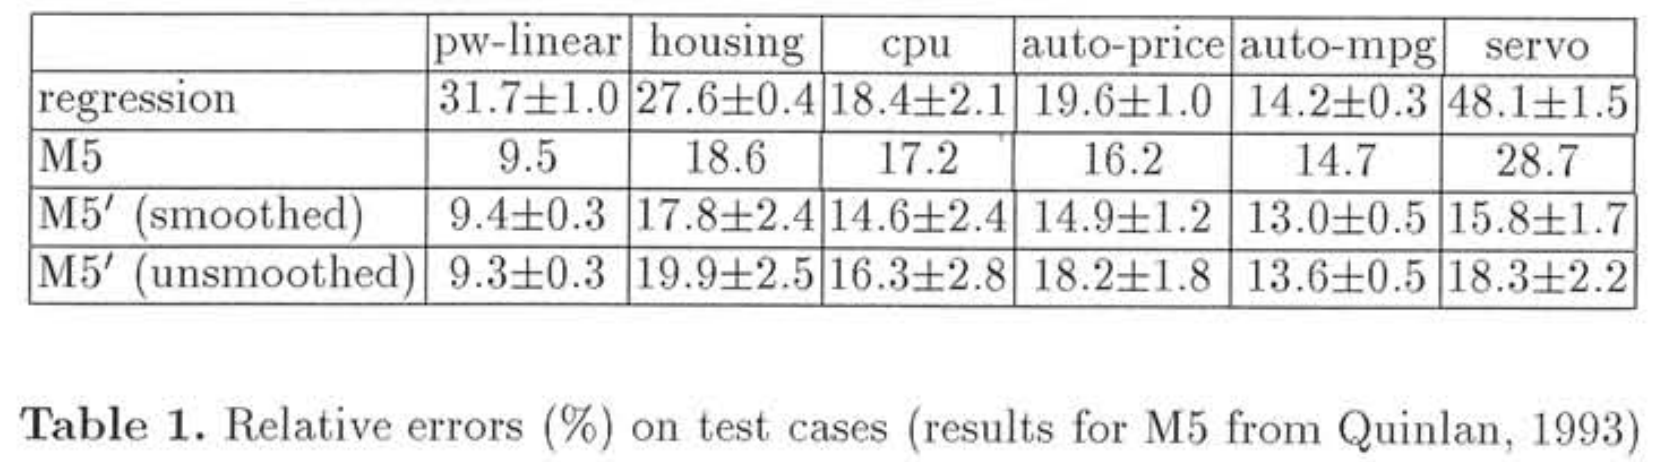 pw-linear housing cpu auto-price auto-mpg servo
regression 31.7±1.0 27.6±0.4 18.4±2.1 19.6±1.0 14.2±0.3 48.1±1.5
M5 9.5 18.6 17.2 16.2 14.7 28.7
M5′ (smoothed) 9.4±0.3 17.8±2.4 14.6±2.4 14.9±1.2 13.0±0.5 15.8±1.7
M5′ (unsmoothed) 9.3±0.3 19.9±2.5 16.3±2.8 18.2±1.8 13.6±0.5 18.3±2.2
Table 1. Relative errors (%) on test cases (results for M5 from Quinlan, 1993)